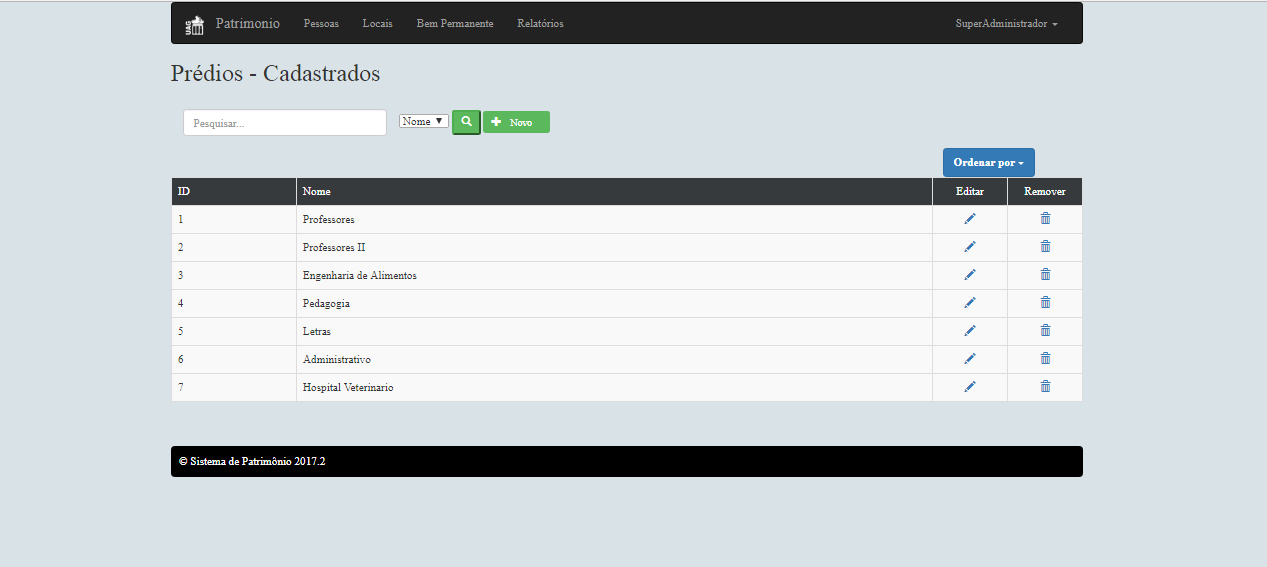 UAG Patrimonio Pessoas Locais Bem Permanente Relatórios SuperAdministrador
Prédios - Cadastrados
Pesquisar... Nome Novo
Ordenar por
ID Nome Editar Remover
1 Professores
2 Professores II
3 Engenharia de Alimentos
4 Pedagogia
5 Letras
6 Administrativo
7 Hospital Veterinario
© Sistema de Patrimônio 2017.2